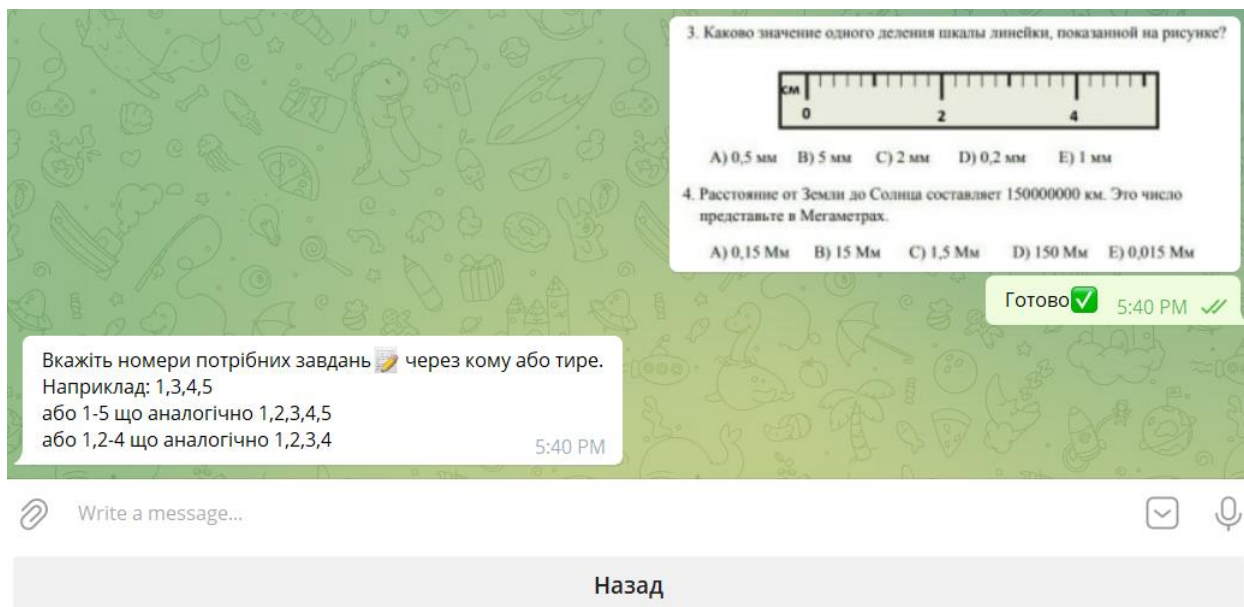 3. Каково значение одного деления шкалы линейки, показанной на рисунке?
см
0 2 4
A) 0,5 мм B) 5 мм C) 2 мм D) 0,2 мм E) 1 мм
4. Расстояние от Земли до Солнца составляет 150000000 км. Это число
представьте в Мегаметрах.
A) 0,15 Мм B) 15 Мм C) 1,5 Мм D) 150 Мм E) 0,015 Мм
Готово✅ 5:40 PM
Вкажіть номери потрібних завдань📝 через кому або тире.
Наприклад: 1,3,4,5
або 1-5 що аналогічно 1,2,3,4,5
або 1,2-4 що аналогічно 1,2,3,4
5:40 PM
Write a message...
Назад